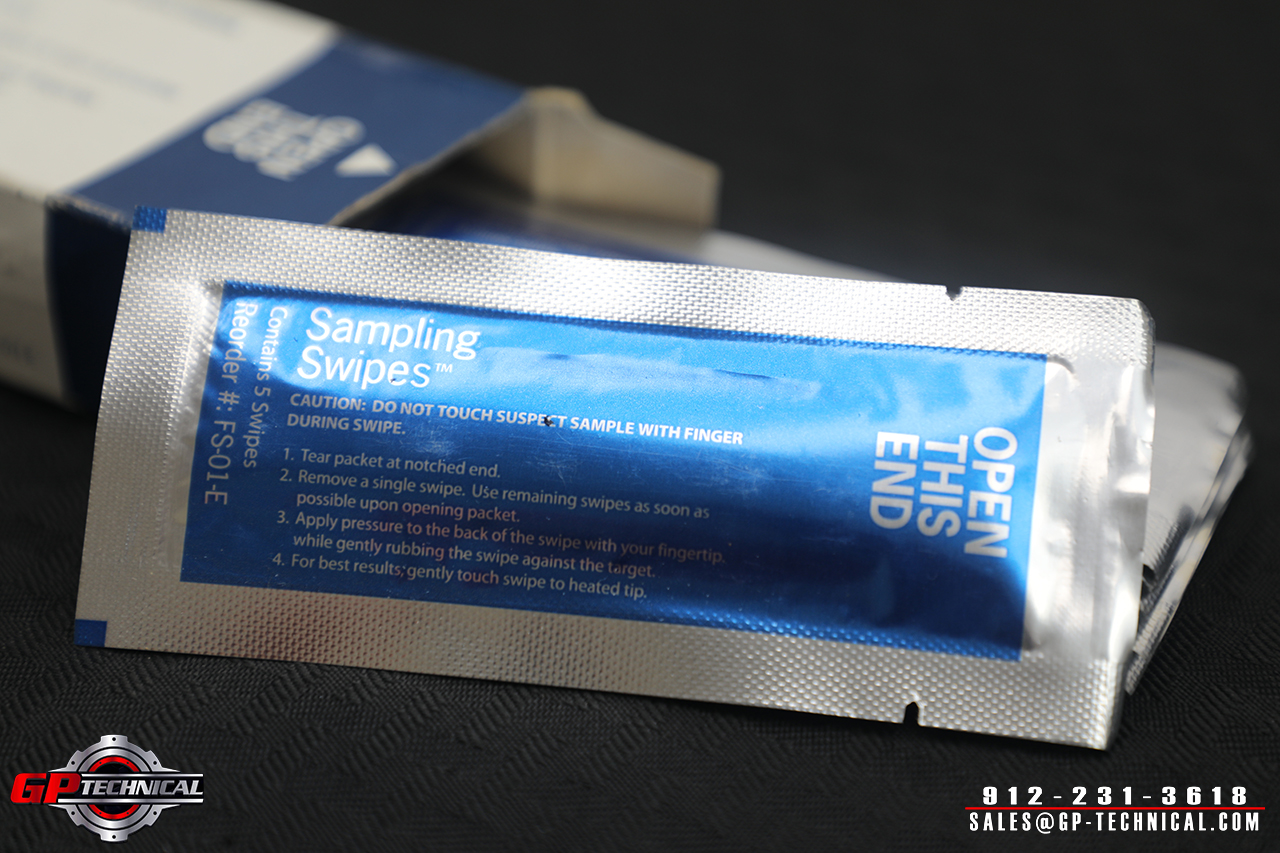 Sampling
Swipes™
CAUTION: DO NOT TOUCH SUSPECT SAMPLE WITH FINGER
DURING SWIPE.
1. Tear packet at notched end.
2. Remove a single swipe. Use remaining swipes as soon as
possible upon opening packet.
3. Apply pressure to the back of the swipe with your fingertip.
while gently rubbing the swipe against the target.
4. For best results, gently touch swipe to heated tip.
Contains 5 Swipes
Reorder #: FS-01-E
OPEN
THIS
END
GP TECHNICAL
912-231-3618
SALES@GP-TECHNICAL.COM